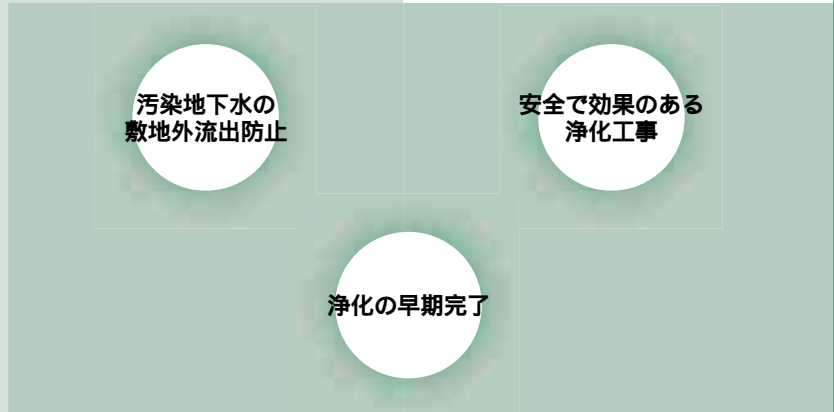 汚染地下水の
敷地外流出防止
安全で効果のある
浄化工事
浄化の早期完了